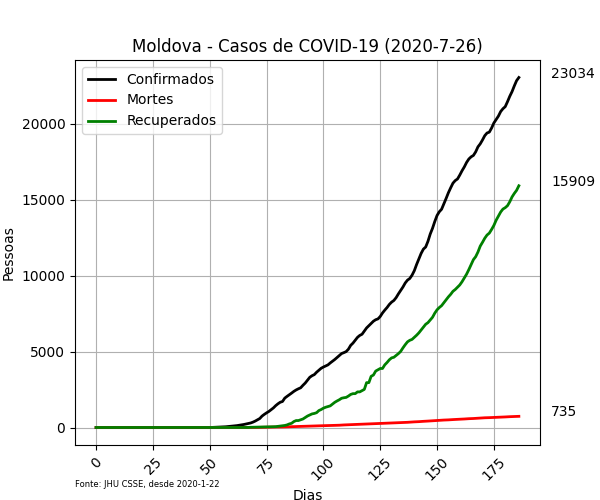 Moldova - Casos de COVID-19 (2020-7-26)
Confirmados
Mortes
Recuperados
23034
15909
735
20000
15000
10000
5000
0
Pessoas
0
25
50
75
100
125
150
175
Fonte: JHU CSSE, desde 2020-1-22
Dias